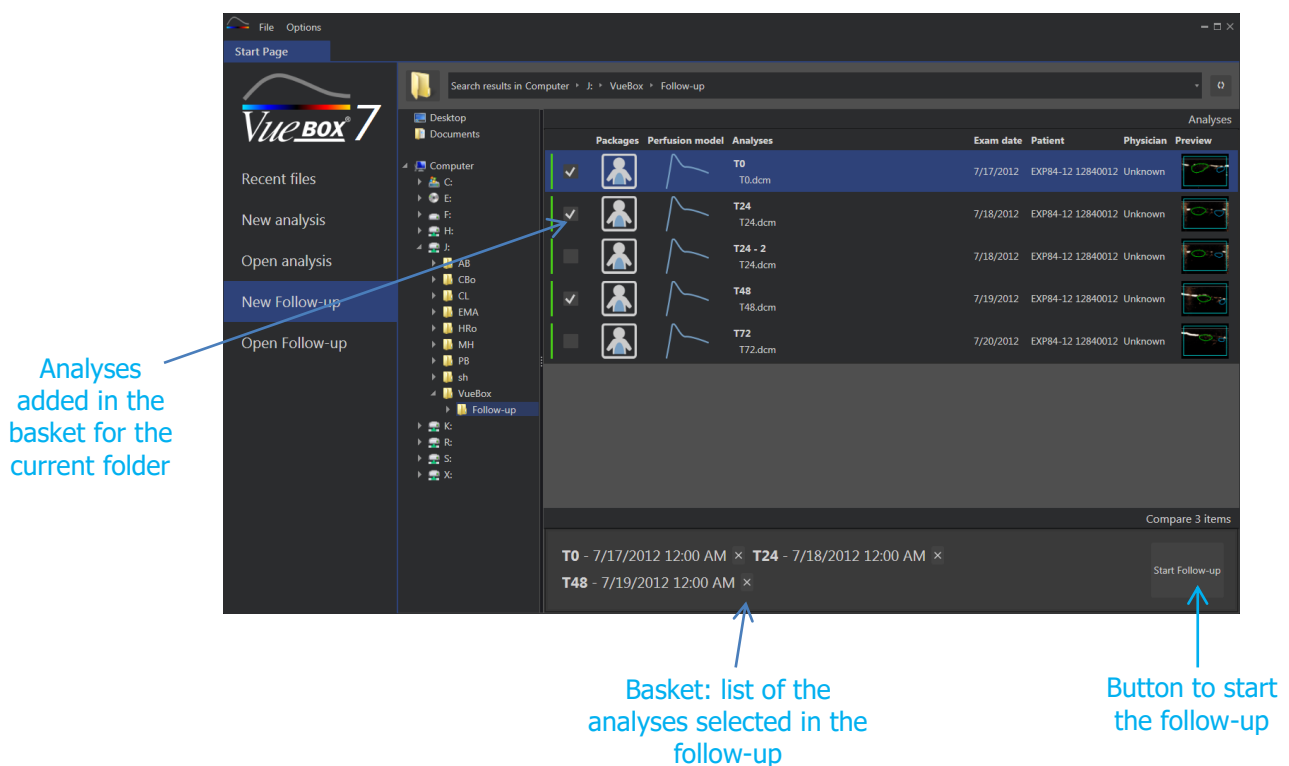 File Options
Start Page
VUEBOX® 7
Search results in Computer J: VueBox Follow-up
Recent files
New analysis
Open analysis
New Follow-up
Open Follow-up
Desktop
Documents
Computer
C:
E:
F:
H:
J:
AB
CBo
CL
EMA
HRo
MH
PB
sh
VueBox
Follow-up
K:
R:
S:
X:
Analyses
Packages Perfusion model Analyses Exam date Patient Physician Preview
T0
T0.dcm
7/17/2012 EXP84-12 12840012 Unknown
T24
T24.dcm
7/18/2012 EXP84-12 12840012 Unknown
T24 - 2
T24.dcm
7/18/2012 EXP84-12 12840012 Unknown
T48
T48.dcm
7/19/2012 EXP84-12 12840012 Unknown
T72
T72.dcm
7/20/2012 EXP84-12 12840012 Unknown
Compare 3 items
T0 - 7/17/2012 12:00 AM × T24 - 7/18/2012 12:00 AM ×
T48 - 7/19/2012 12:00 AM ×
Start Follow-up
Analyses
added in the
basket for the
current folder
Basket: list of the
analyses selected in the
follow-up
Button to start
the follow-up